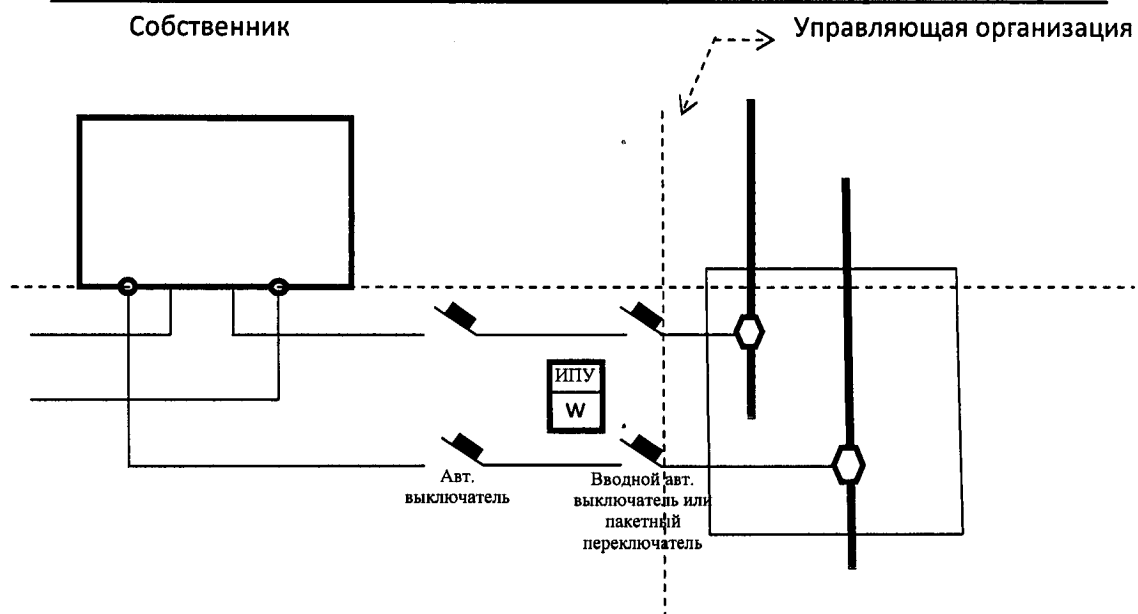 Собственник
Управляющая организация
ИПУ
W
Авт.
выключатель
Вводной авт.
выключатель или
пакетный
переключатель